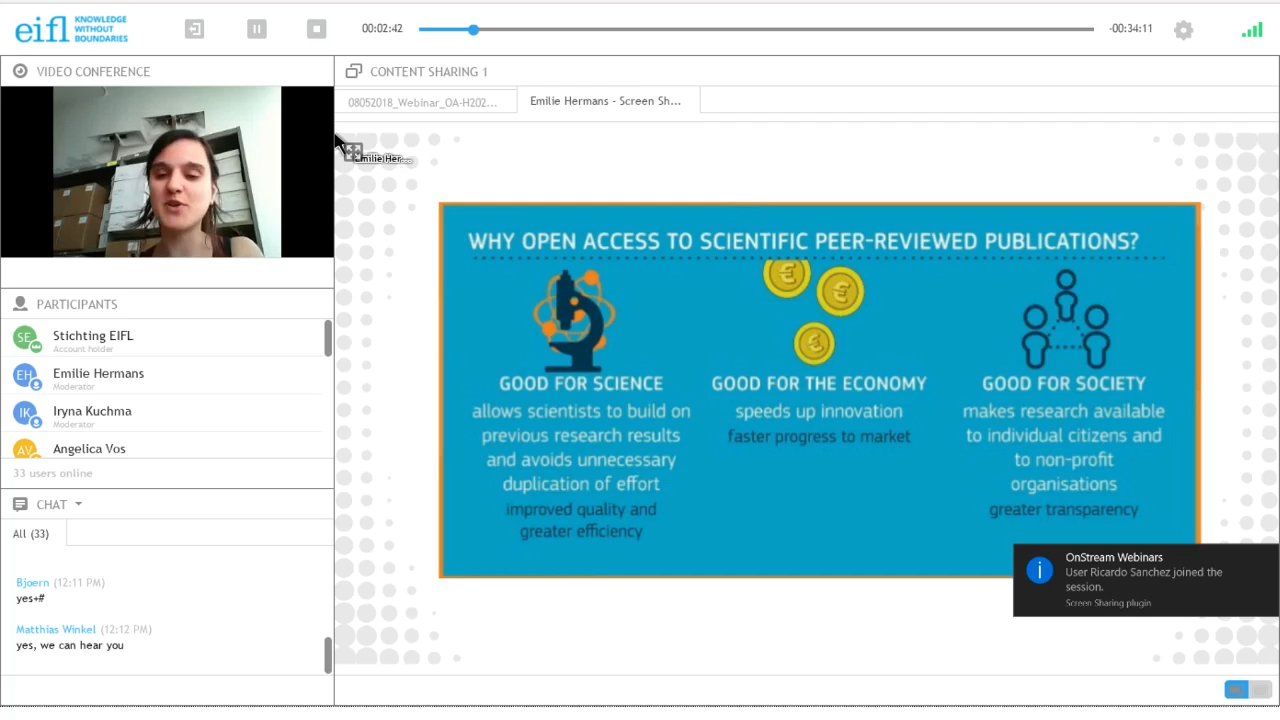 eifl KNOWLEDGE
WITHOUT
BOUNDARIES
00:02:42
-00:34:11
VIDEO CONFERENCE
CONTENT SHARING 1
08052018_Webinar_OA-H202...
Emilie Hermans - Screen Sh...
Emilie Her...
PARTICIPANTS
SE
Stichting EIFL
Account holder
EH
Emilie Hermans
Moderator
IK
Iryna Kuchma
Moderator
AV
Angelica Vos
33 users online
CHAT
All (33)
Bjoern (12:11 PM)
yes+#
Matthias Winkel (12:12 PM)
yes, we can hear you
WHY OPEN ACCESS TO SCIENTIFIC PEER-REVIEWED PUBLICATIONS?
€
€
€
GOOD FOR SCIENCE
allows scientists to build on
previous research results
and avoids unnecessary
duplication of effort
improved quality and
greater efficiency
GOOD FOR THE ECONOMY
speeds up innovation
faster progress to market
GOOD FOR SOCIETY
makes research available
to individual citizens and
to non-profit
organisations
greater transparency
i
OnStream Webinars
User Ricardo Sanchez joined the
session.
Screen Sharing plugin